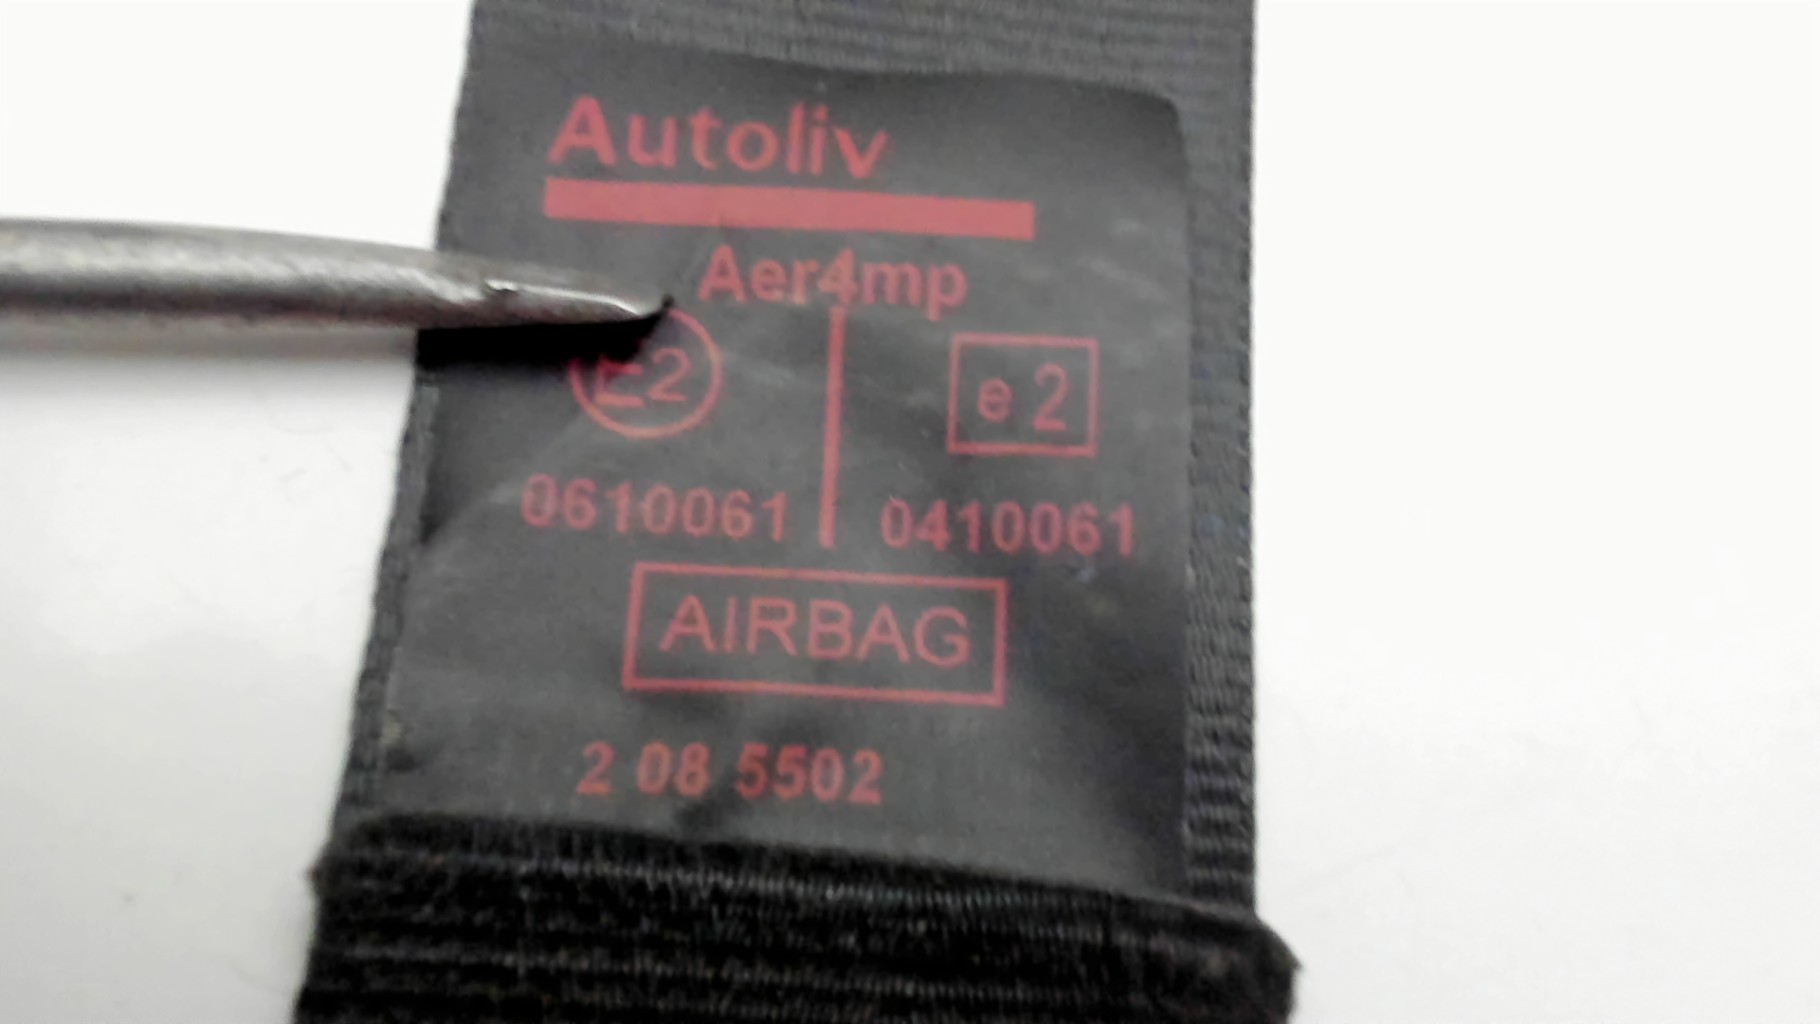 Autoliv
Aer4mp
E2 e 2
0610061 0410061
AIRBAG
2 08 5502